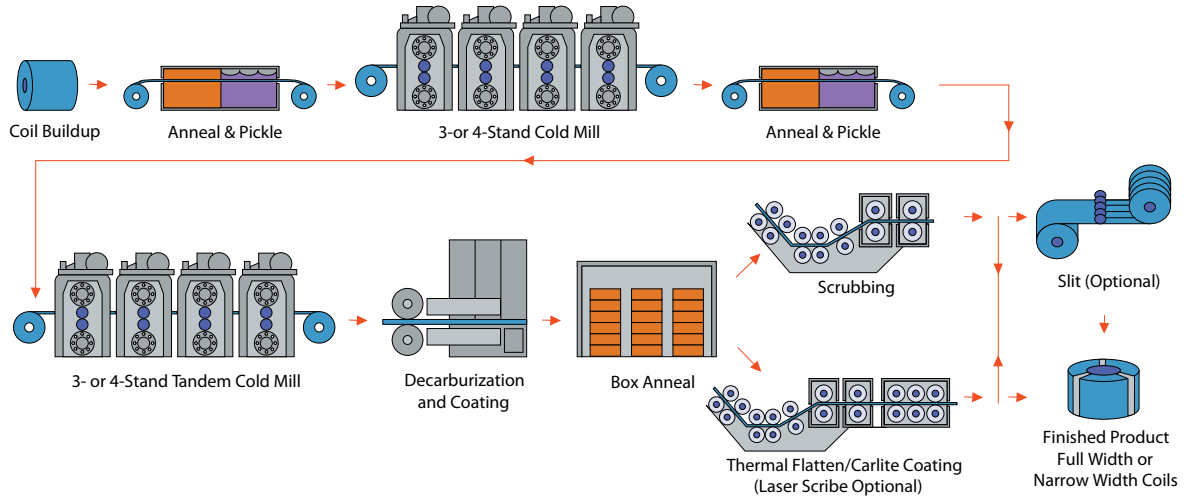 Coil Buildup
Anneal & Pickle
3-or 4-Stand Cold Mill
Anneal & Pickle
3- or 4-Stand Tandem Cold Mill
Decarburization
and Coating
Box Anneal
Scrubbing
Thermal Flatten/Carlite Coating
(Laser Scribe Optional)
Slit (Optional)
Finished Product
Full Width or
Narrow Width Coils